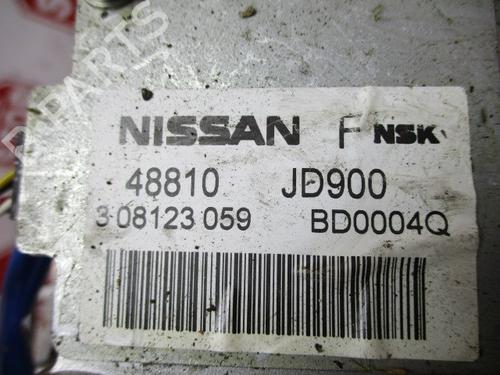 NISSAN F NSK
48810 JD900
3 08123 059 BD0004Q